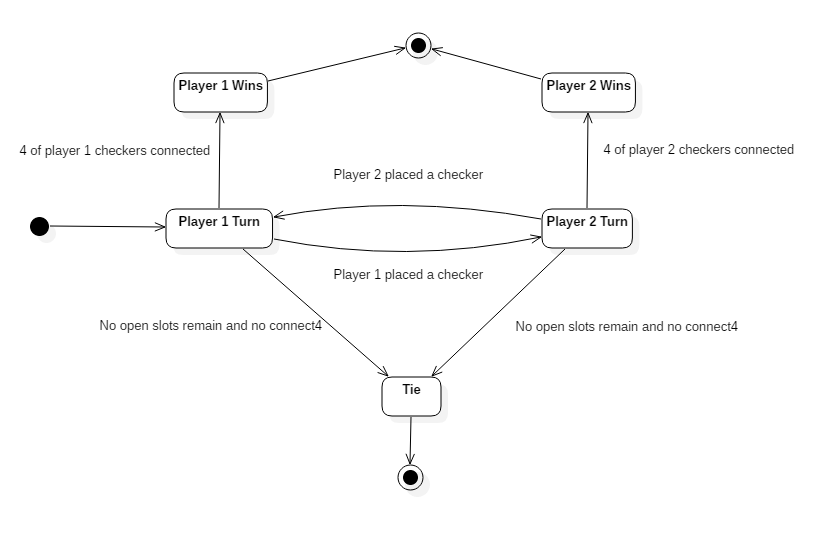 Player 1 Wins
Player 2 Wins
4 of player 1 checkers connected
4 of player 2 checkers connected
Player 2 placed a checker
Player 1 Turn
Player 2 Turn
Player 1 placed a checker
No open slots remain and no connect4
No open slots remain and no connect4
Tie